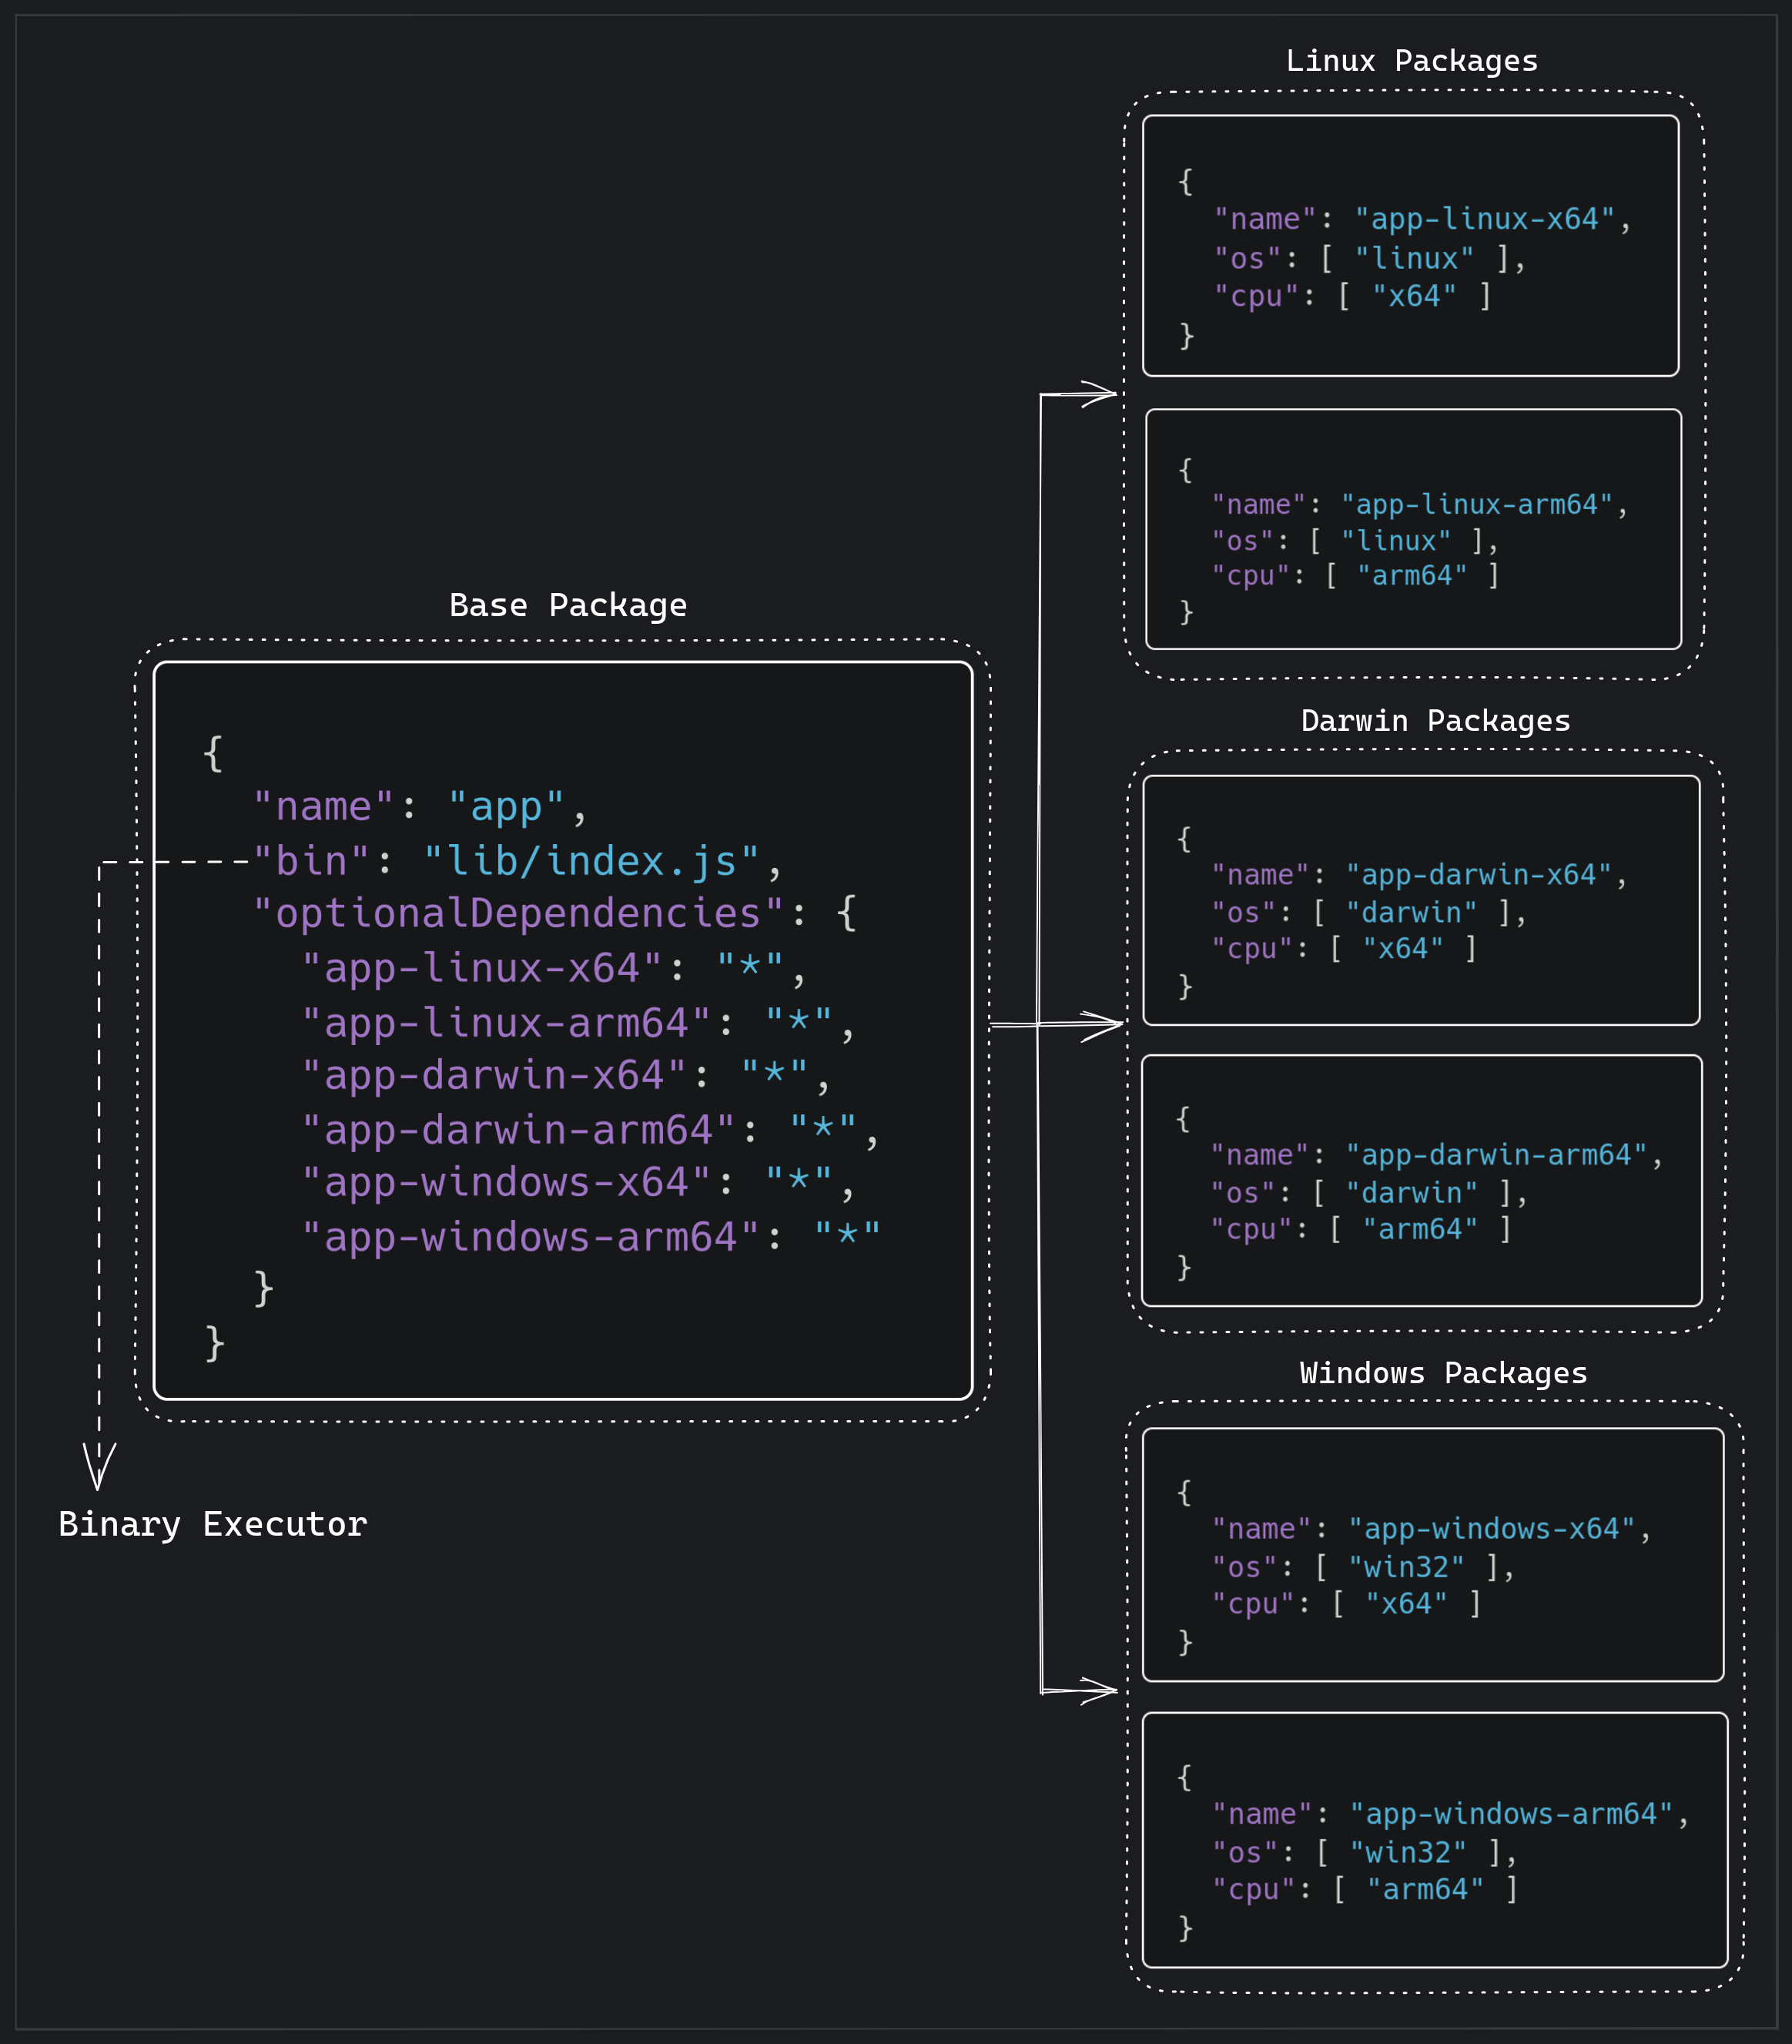 Base Package
{
"name": "app",
"bin": "lib/index.js",
"optionalDependencies": {
"app-linux-x64": "*",
"app-linux-arm64": "*",
"app-darwin-x64": "*",
"app-darwin-arm64": "*",
"app-windows-x64": "*",
"app-windows-arm64": "*"
}
}
Binary Executor
Linux Packages
{
"name": "app-linux-x64",
"os": [ "linux" ],
"cpu": [ "x64" ]
}
{
"name": "app-linux-arm64",
"os": [ "linux" ],
"cpu": [ "arm64" ]
}
Darwin Packages
{
"name": "app-darwin-x64",
"os": [ "darwin" ],
"cpu": [ "x64" ]
}
{
"name": "app-darwin-arm64",
"os": [ "darwin" ],
"cpu": [ "arm64" ]
}
Windows Packages
{
"name": "app-windows-x64",
"os": [ "win32" ],
"cpu": [ "x64" ]
}
{
"name": "app-windows-arm64",
"os": [ "win32" ],
"cpu": [ "arm64" ]
}